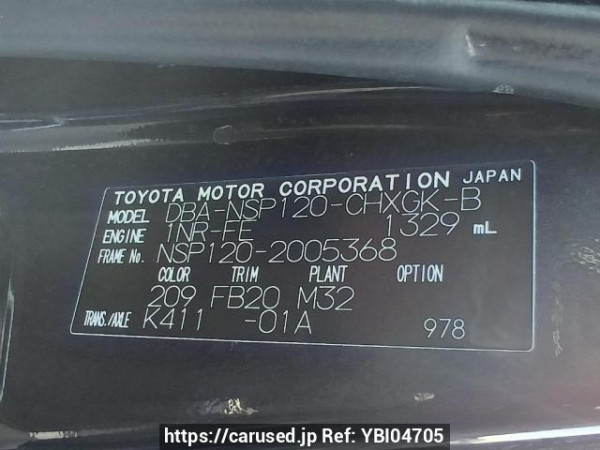 TOYOTA MOTOR CORPORATION JAPAN
MODEL DBA-NSP120-CHXGK-B
ENGINE 1NR-FE 1329 mL
FRAME No. NSP120-2005368
COLOR TRIM PLANT OPTION
209 FB20 M32
TRANS./AXLE K411 -01A 978
https://carused.jp Ref: YBI04705